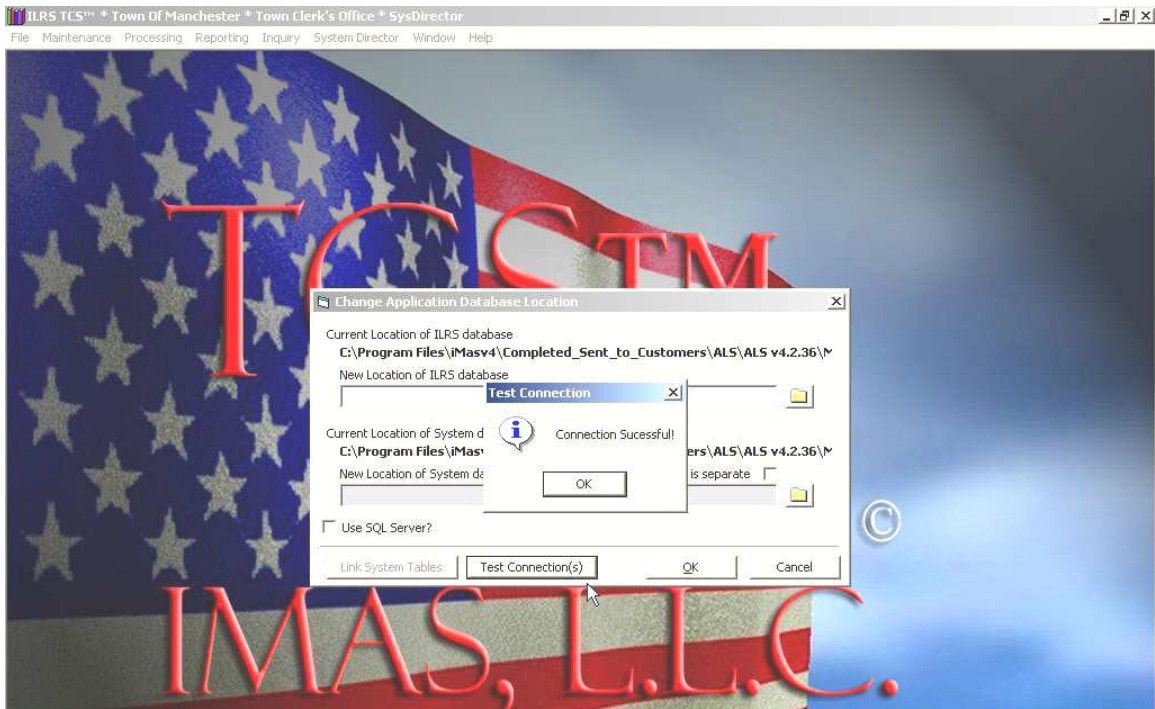 ILRS TCS™ * Town Of Manchester * Town Clerk's Office * SysDirector
File Maintenance Processing Reporting Inquiry System Director Window Help
TCSTM
Change Application Database Location
Current Location of ILRS database
C:\Program Files\iMasv4\Completed_Sent_to_Customers\ALS\ALS v4.2.36\M
New Location of ILRS database
Test Connection
Connection Sucessful!
OK
Current Location of System d
C:\Program Files\iMasv ers\ALS\ALS v4.2.36\M
New Location of System da is separate
Use SQL Server?
©
Link System Tables Test Connection(s) OK Cancel
IMAS, L.L.C.